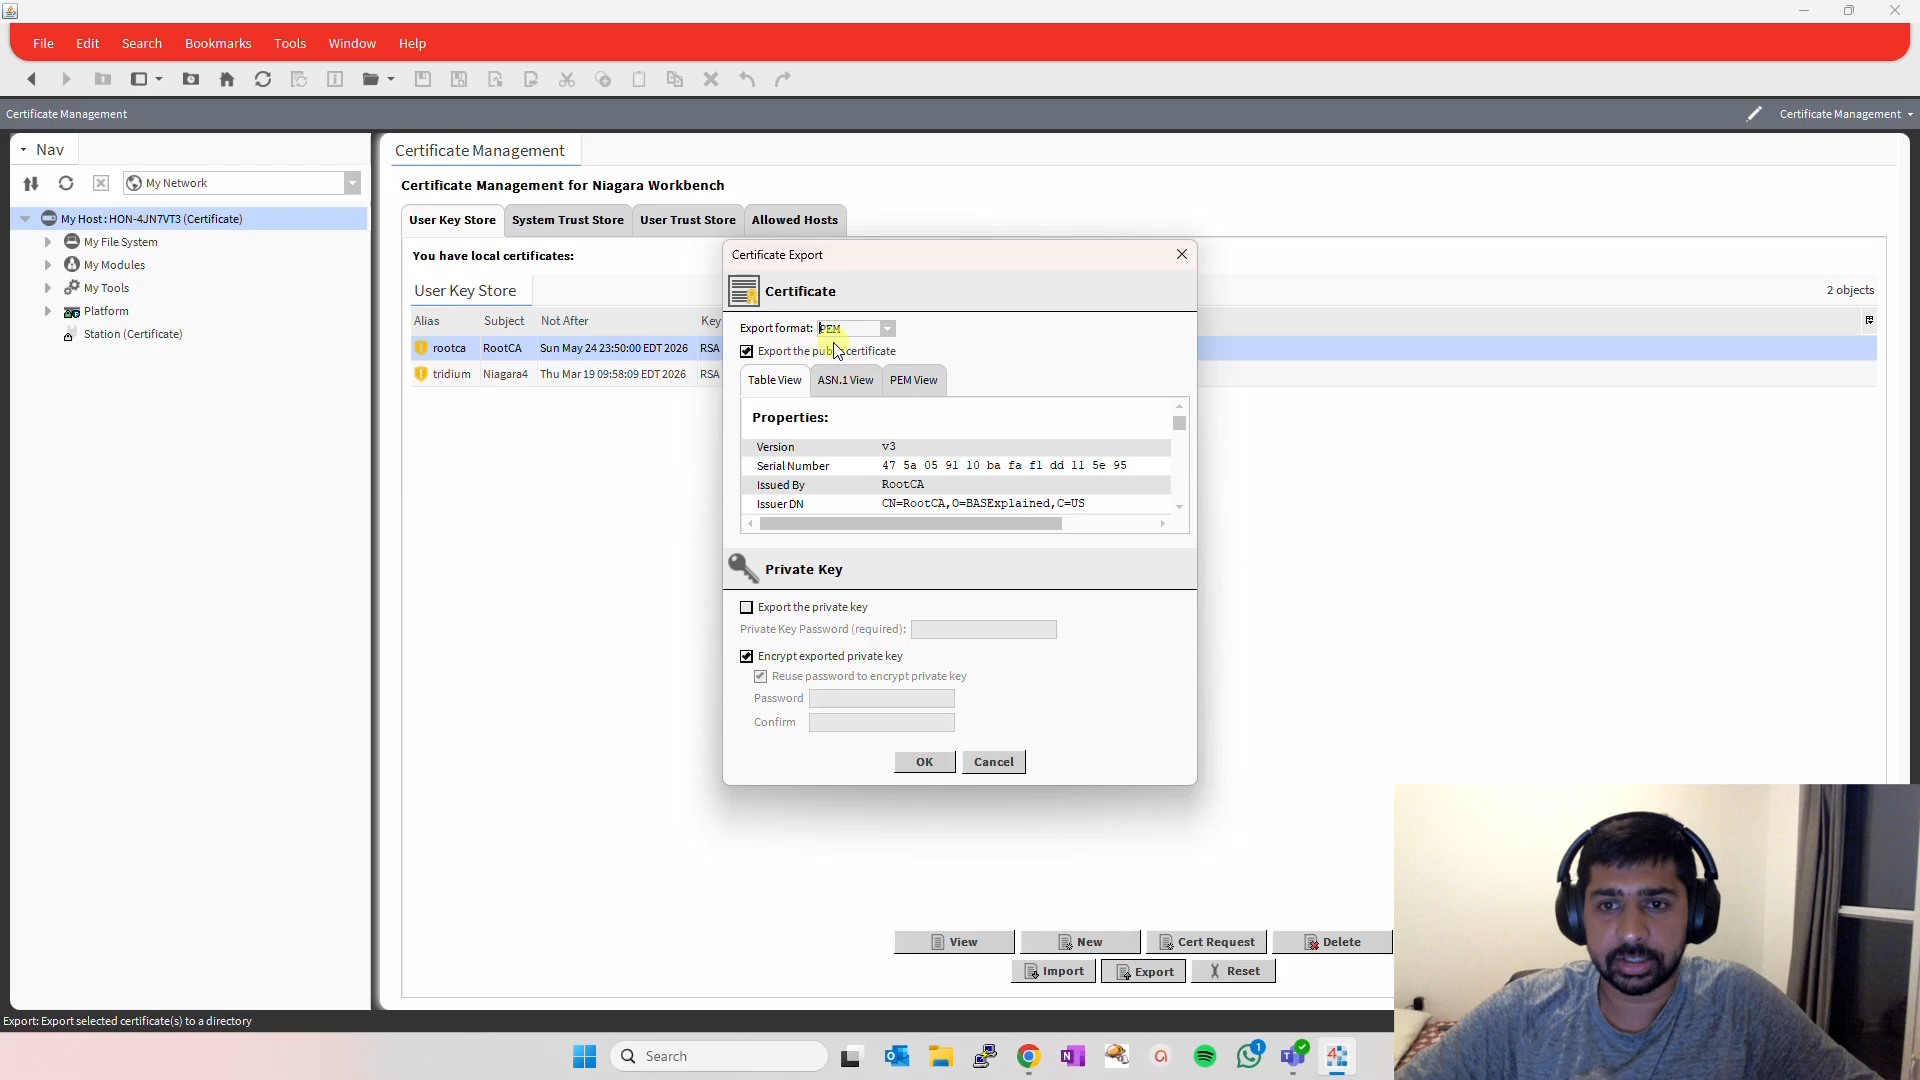 File Edit Search Bookmarks Tools Window Help
Certificate Management
Certificate Management
Nav
My Network
My Host : HON-4JN7VT3 (Certificate)
My File System
My Modules
My Tools
Platform
Station (Certificate)
Certificate Management
Certificate Management for Niagara Workbench
User Key Store System Trust Store User Trust Store Allowed Hosts
You have local certificates:
User Key Store
2 objects
Alias Subject Not After Key
rootca RootCA Sun May 24 23:50:00 EDT 2026 RSA
tridium Niagara4 Thu Mar 19 09:58:09 EDT 2026 RSA
Certificate Export
Certificate
Export format: PEM
Export the public certificate
Table View ASN.1 View PEM View
Properties:
Version v3
Serial Number 47 5a 05 91 10 ba fa f1 dd 11 5e 95
Issued By RootCA
Issuer DN CN=RootCA,O=BASExplained,C=US
Private Key
Export the private key
Private Key Password (required):
Encrypt exported private key
Reuse password to encrypt private key
Password
Confirm
OK Cancel
View New Cert Request Delete
Import Export Reset
Export: Export selected certificate(s) to a directory
Search
1